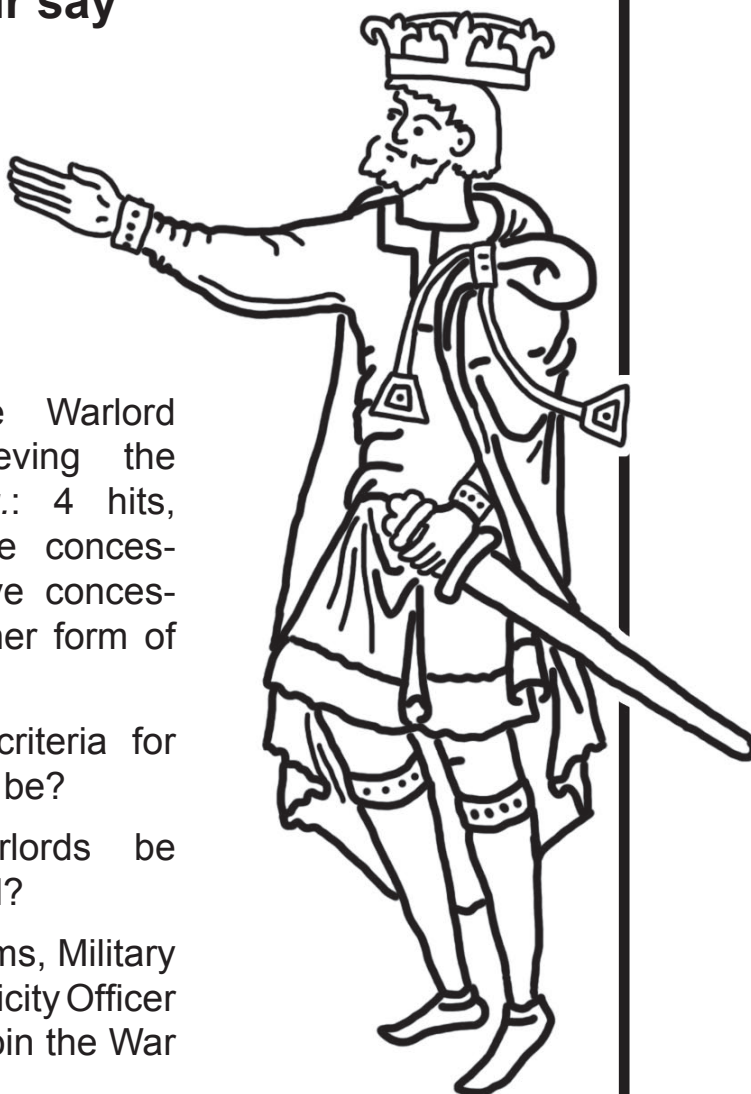 ur say
e Warlord
eving the
.: 4 hits,
e conces-
ve conces-
her form of
criteria for
be?
rlords be
l?
ms, Military
icity Officer
oin the War